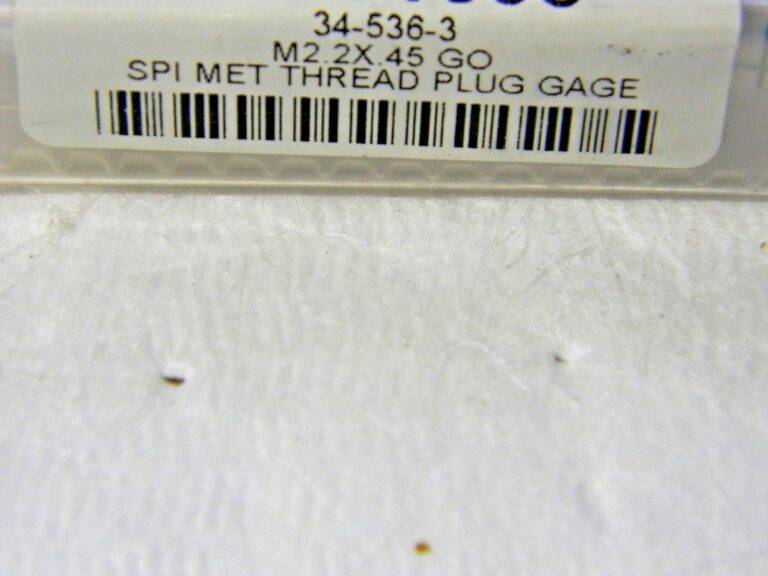 34-536-3
M2.2X.45 GO
SPI MET THREAD PLUG GAGE